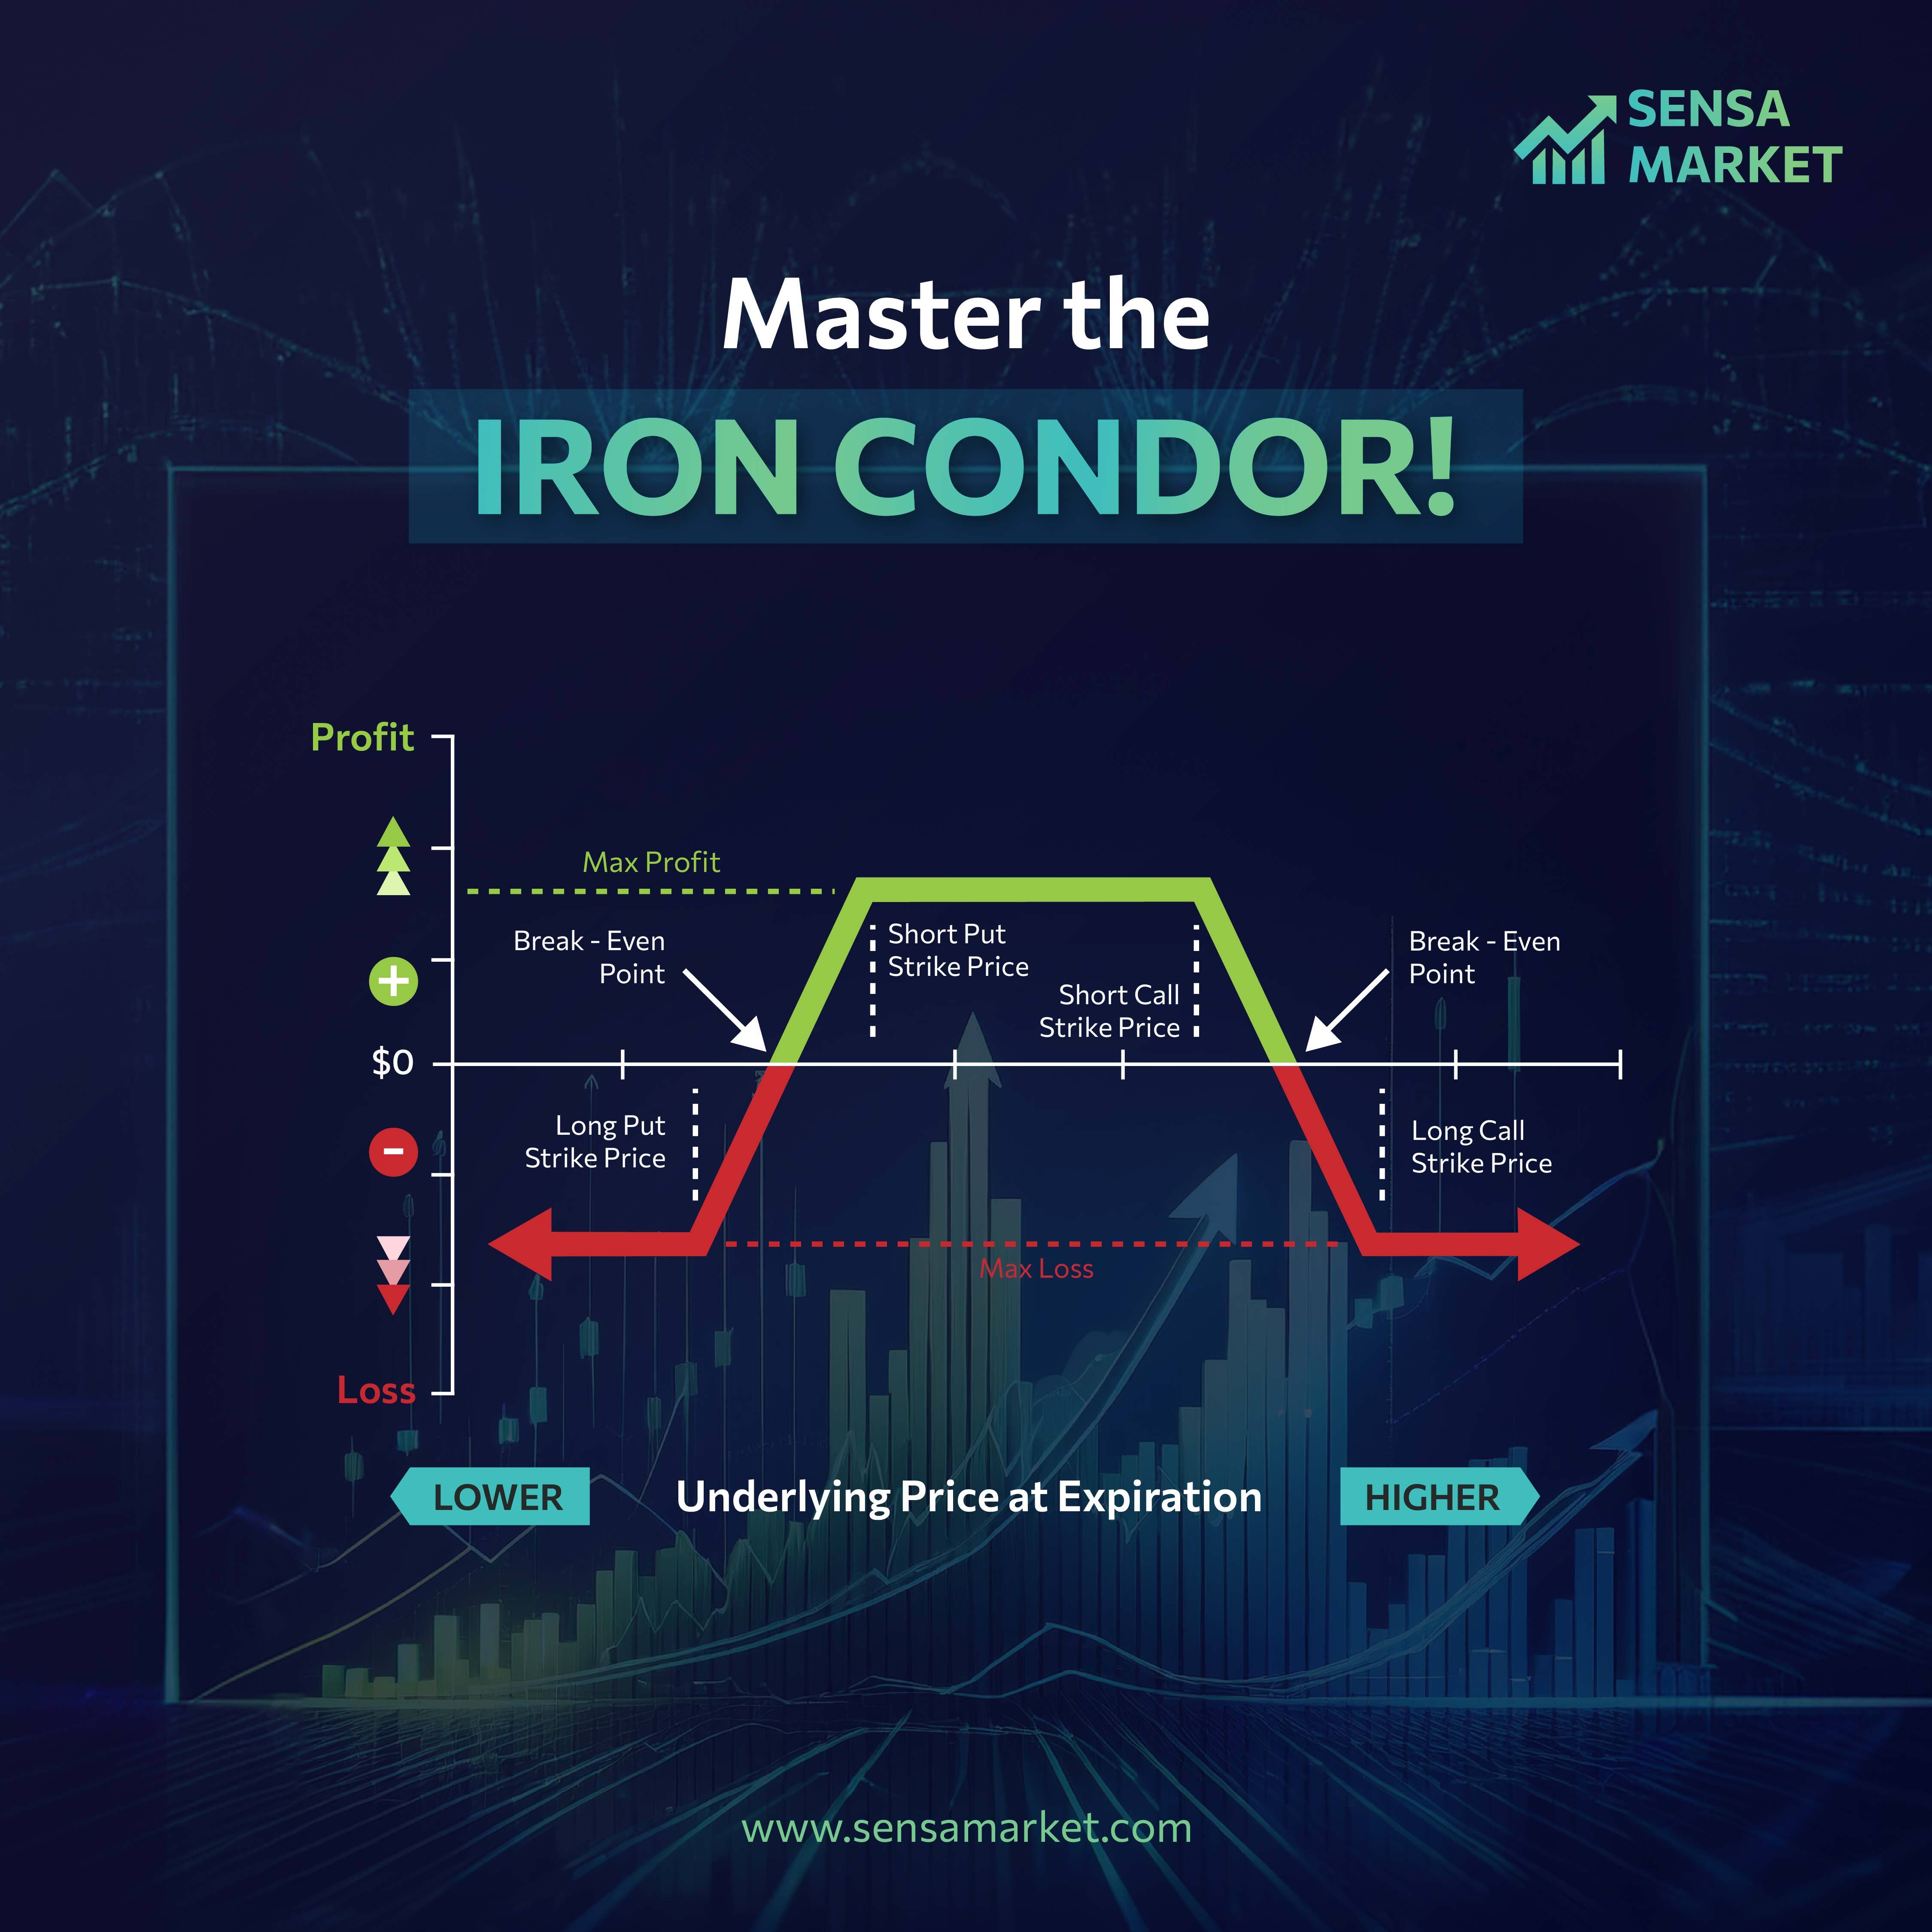 SENSA
MARKET
Master the
IRON CONDOR!
Profit
Max Profit
Break - Even
Point
Short Put
Strike Price
Short Call
Strike Price
Break - Even
Point
$0
Long Put
Strike Price
Long Call
Strike Price
Max Loss
Loss
LOWER
Underlying Price at Expiration
HIGHER
www.sensamarket.com